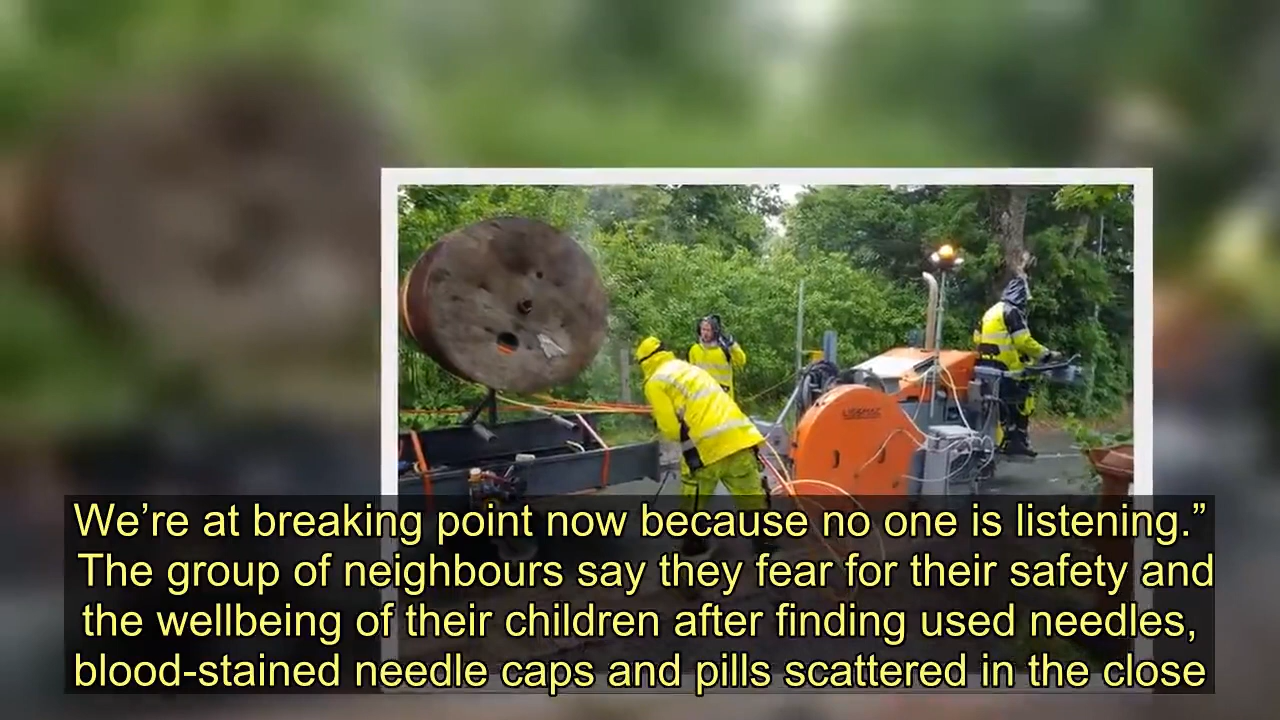 We’re at breaking point now because no one is listening.”
The group of neighbours say they fear for their safety and
the wellbeing of their children after finding used needles,
blood-stained needle caps and pills scattered in the close